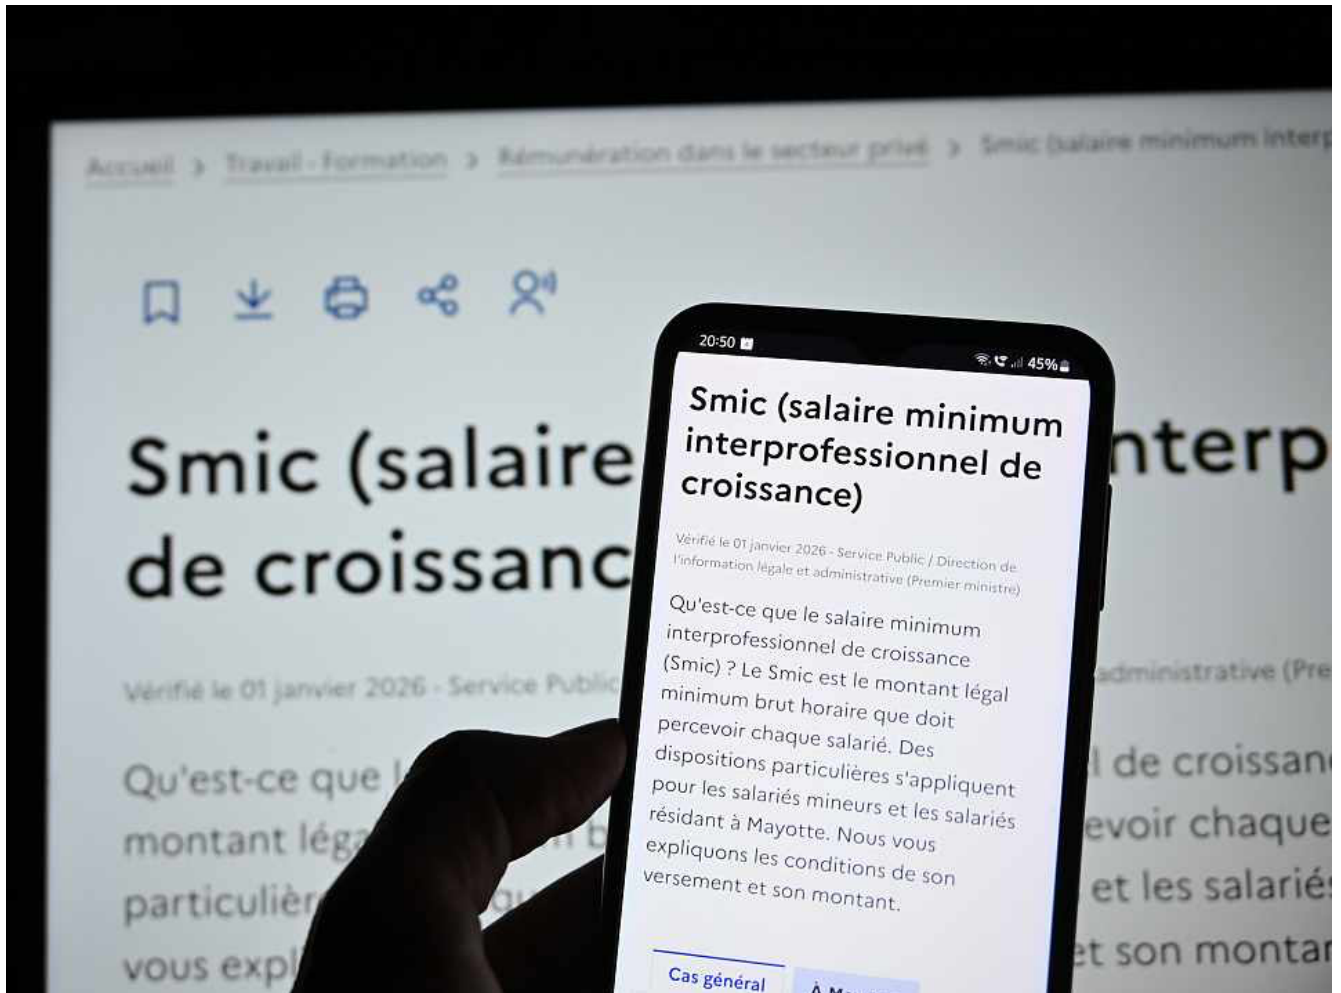 Accueil > Travail - Formation > Rémunération dans le secteur privé > Smic (salaire minimum interp
Smic (salaire
nterp
de croissanc
Vérifié le 01 janvier 2026 - Service Public
administrative (Pre
Qu'est-ce que l
l de croissan
montant lég
evoir chaque
particulièr
et les salariés
vous expl
et son montar
20:50
45%
Smic (salaire minimum
interprofessionnel de
croissance)
Vérifié le 01 janvier 2026 - Service Public / Direction de
l'information légale et administrative (Premier ministre)
Qu'est-ce que le salaire minimum
interprofessionnel de croissance
(Smic) ? Le Smic est le montant légal
minimum brut horaire que doit
percevoir chaque salarié. Des
dispositions particulières s'appliquent
pour les salariés mineurs et les salariés
résidant à Mayotte. Nous vous
expliquons les conditions de son
versement et son montant.
Cas général
À M